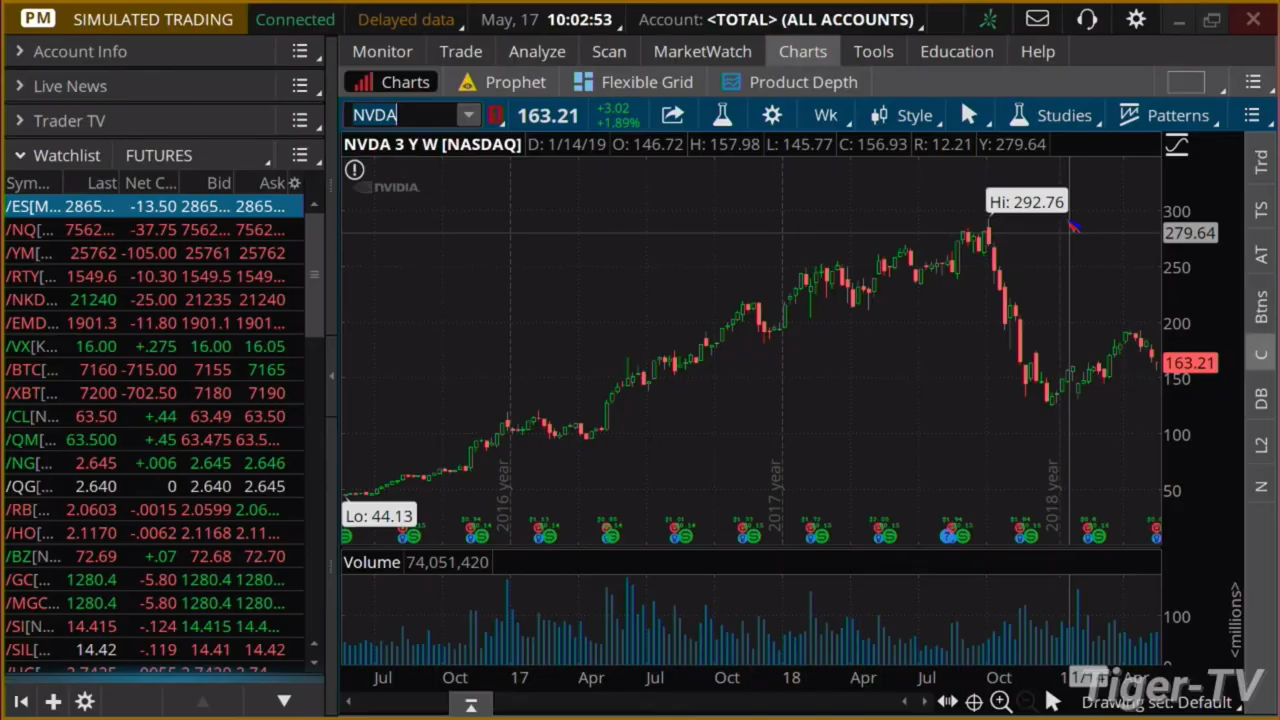 PM SIMULATED TRADING Connected Delayed data May, 17 10:02:53 Account: <TOTAL> (ALL ACCOUNTS)
Account Info
Live News
Trader TV
Watchlist FUTURES
Sym... Last Net C... Bid Ask
/ES[M... 2865... -13.50 2865... 2865...
/NQ[... 7562... -37.75 7562... 7562...
/YM[... 25762 -105.00 25761 25762
/RTY[... 1549.6 -10.30 1549.5 1549...
/NKD... 21240 -25.00 21235 21240
/EMD... 1901.3 -11.80 1901.1 1901...
/VX[K... 16.00 +.275 16.00 16.05
/BTC[... 7160 -715.00 7155 7165
/XBT[... 7200 -702.50 7180 7190
/CL[N... 63.50 +.44 63.49 63.50
/QM[... 63.500 +.45 63.475 63.5...
/NG[... 2.645 +.006 2.645 2.646
/QG[... 2.640 0 2.640 2.645
/RB[... 2.0603 -.0015 2.0599 2.06...
/HO[... 2.1170 -.0062 2.1168 2.11...
/BZ[N... 72.69 +.07 72.68 72.70
/GC[... 1280.4 -5.80 1280.4 1280...
/MGC... 1280.4 -5.80 1280.4 1280...
/SI[N... 14.415 -.124 14.415 14.4...
/SIL[... 14.42 -.119 14.41 14.42
Monitor Trade Analyze Scan MarketWatch Charts Tools Education Help
Charts Prophet Flexible Grid Product Depth
NVDA 1 163.21 +3.02 +1.89% Wk Style Studies Patterns
NVDA 3 Y W [NASDAQ] D: 1/14/19 O: 146.72 H: 157.98 L: 145.77 C: 156.93 R: 12.21 Y: 279.64
NVIDIA
Hi: 292.76
300
279.64
250
200
163.21
150
100
50
Lo: 44.13
2016 year
2017 year
2018 year
Volume 74,051,420
100
<millions>
Jul Oct 17 Apr Jul Oct 18 Apr Jul Oct
Drawing set: Default
Trd
TS
AT
Btns
C
DB
L2
N
Tiger-TV